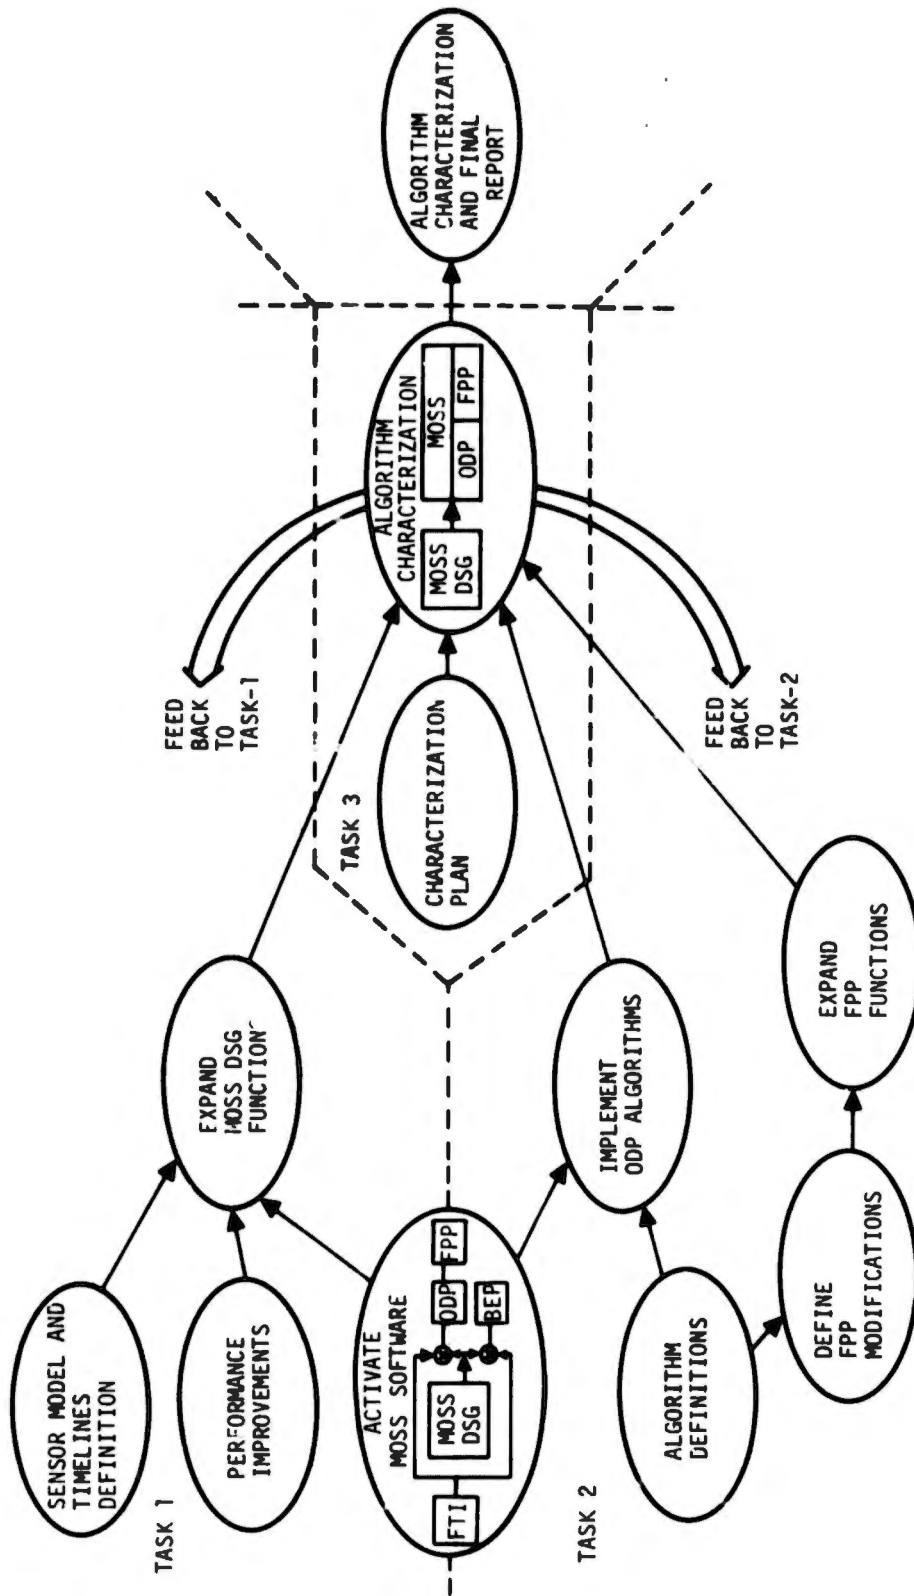 SENSOR MODEL AND
TIMELINES
DEFINITION
TASK 1
PERFORMANCE
IMPROVEMENTS
EXPAND
MOSS DSG
FUNCTION
ACTIVATE
MOSS SOFTWARE
FTI
MOSS
DSG
ODP
FPP
BEP
TASK 2
ALGORITHM
DEFINITIONS
IMPLEMENT
ODP ALGORITHMS
DEFINE
FPP
MODIFICATIONS
EXPAND
FPP
FUNCTIONS
TASK 3
CHARACTERIZATION
PLAN
FEED
BACK
TO
TASK-1
ALGORITHM
CHARACTERIZATION
MOSS
DSG
MOSS
ODP
FPP
FEED
BACK
TO
TASK-2
ALGORITHM
CHARACTERIZATION
AND FINAL
REPORT